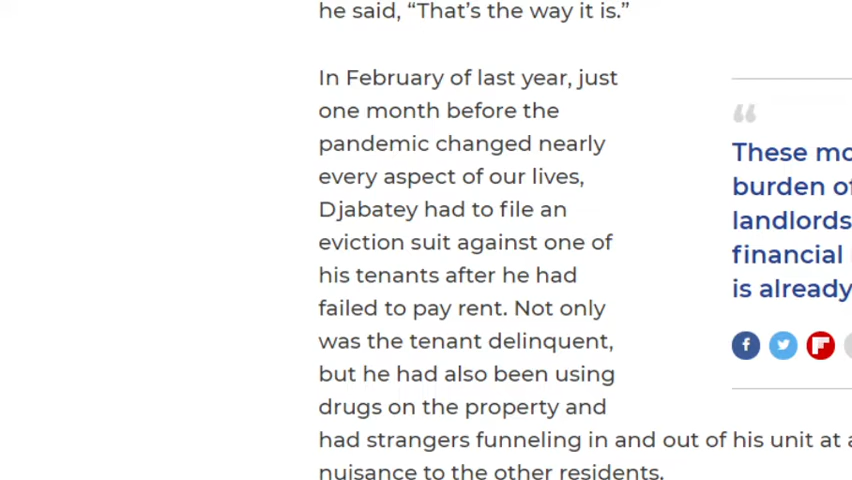 he said, “That’s the way it is.”
In February of last year, just
one month before the
pandemic changed nearly
every aspect of our lives,
Djabatey had to file an
eviction suit against one of
his tenants after he had
failed to pay rent. Not only
was the tenant delinquent,
but he had also been using
drugs on the property and
had strangers funneling in and out of his unit at
nuisance to the other residents.
“
These
burden
landlords
financial
is already